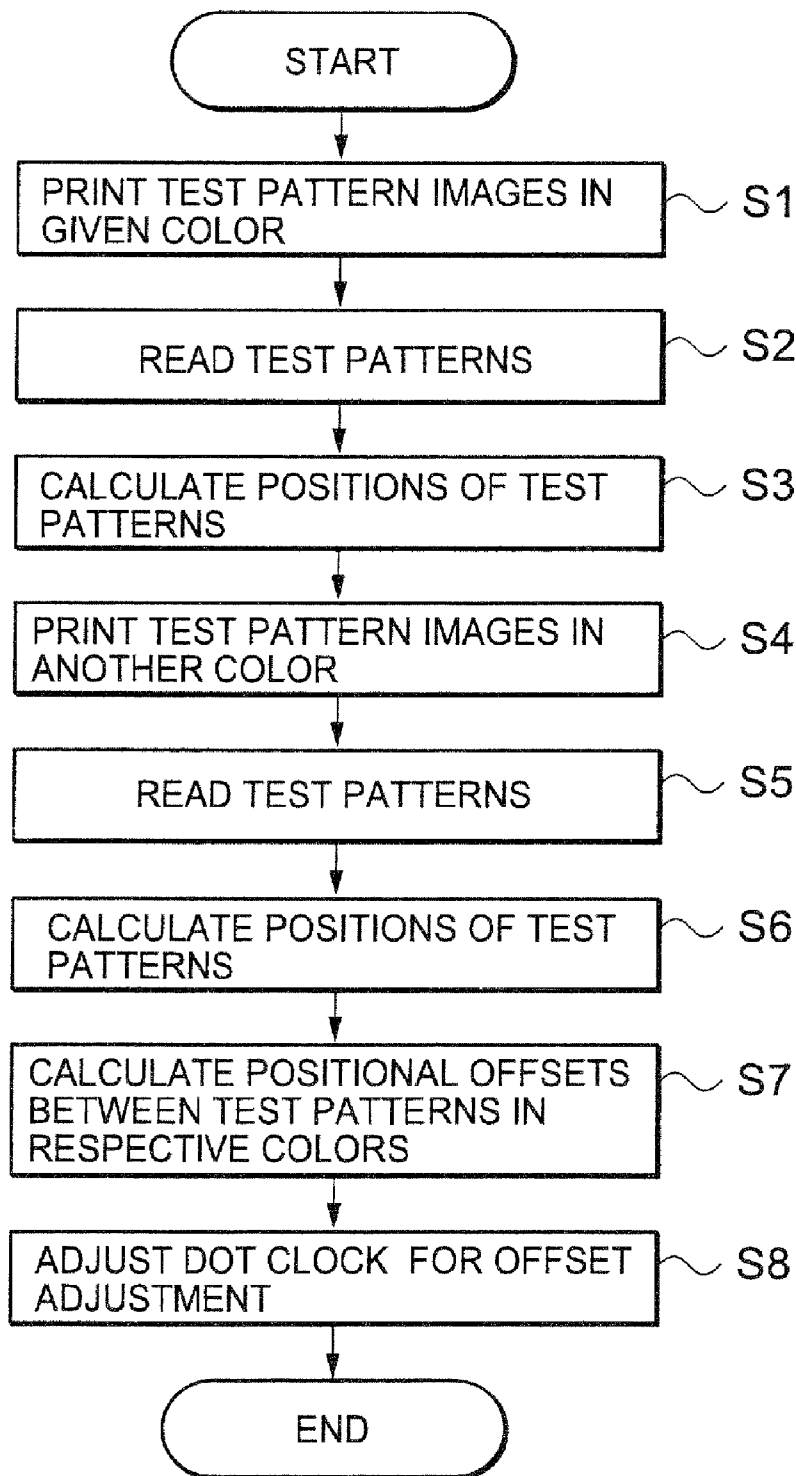 START
PRINT TEST PATTERN IMAGES IN
GIVEN COLOR
S1
READ TEST PATTERNS
S2
CALCULATE POSITIONS OF TEST
PATTERNS
S3
PRINT TEST PATTERN IMAGES IN
ANOTHER COLOR
S4
READ TEST PATTERNS
S5
CALCULATE POSITIONS OF TEST
PATTERNS
S6
CALCULATE POSITIONAL OFFSETS
BETWEEN TEST PATTERNS IN
RESPECTIVE COLORS
S7
ADJUST DOT CLOCK FOR OFFSET
ADJUSTMENT
S8
END